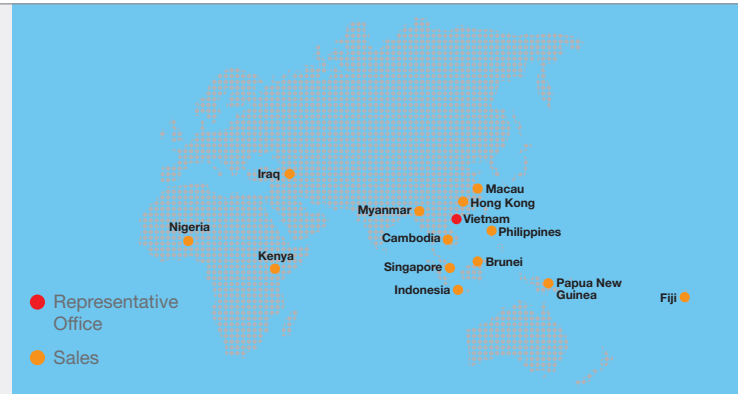 Iraq
Macau
Hong Kong
Myanmar
Vietnam
Nigeria
Philippines
Cambodia
Kenya
Singapore
Brunei
Indonesia
Papua New
Guinea
Fiji
Representative
Office
Sales